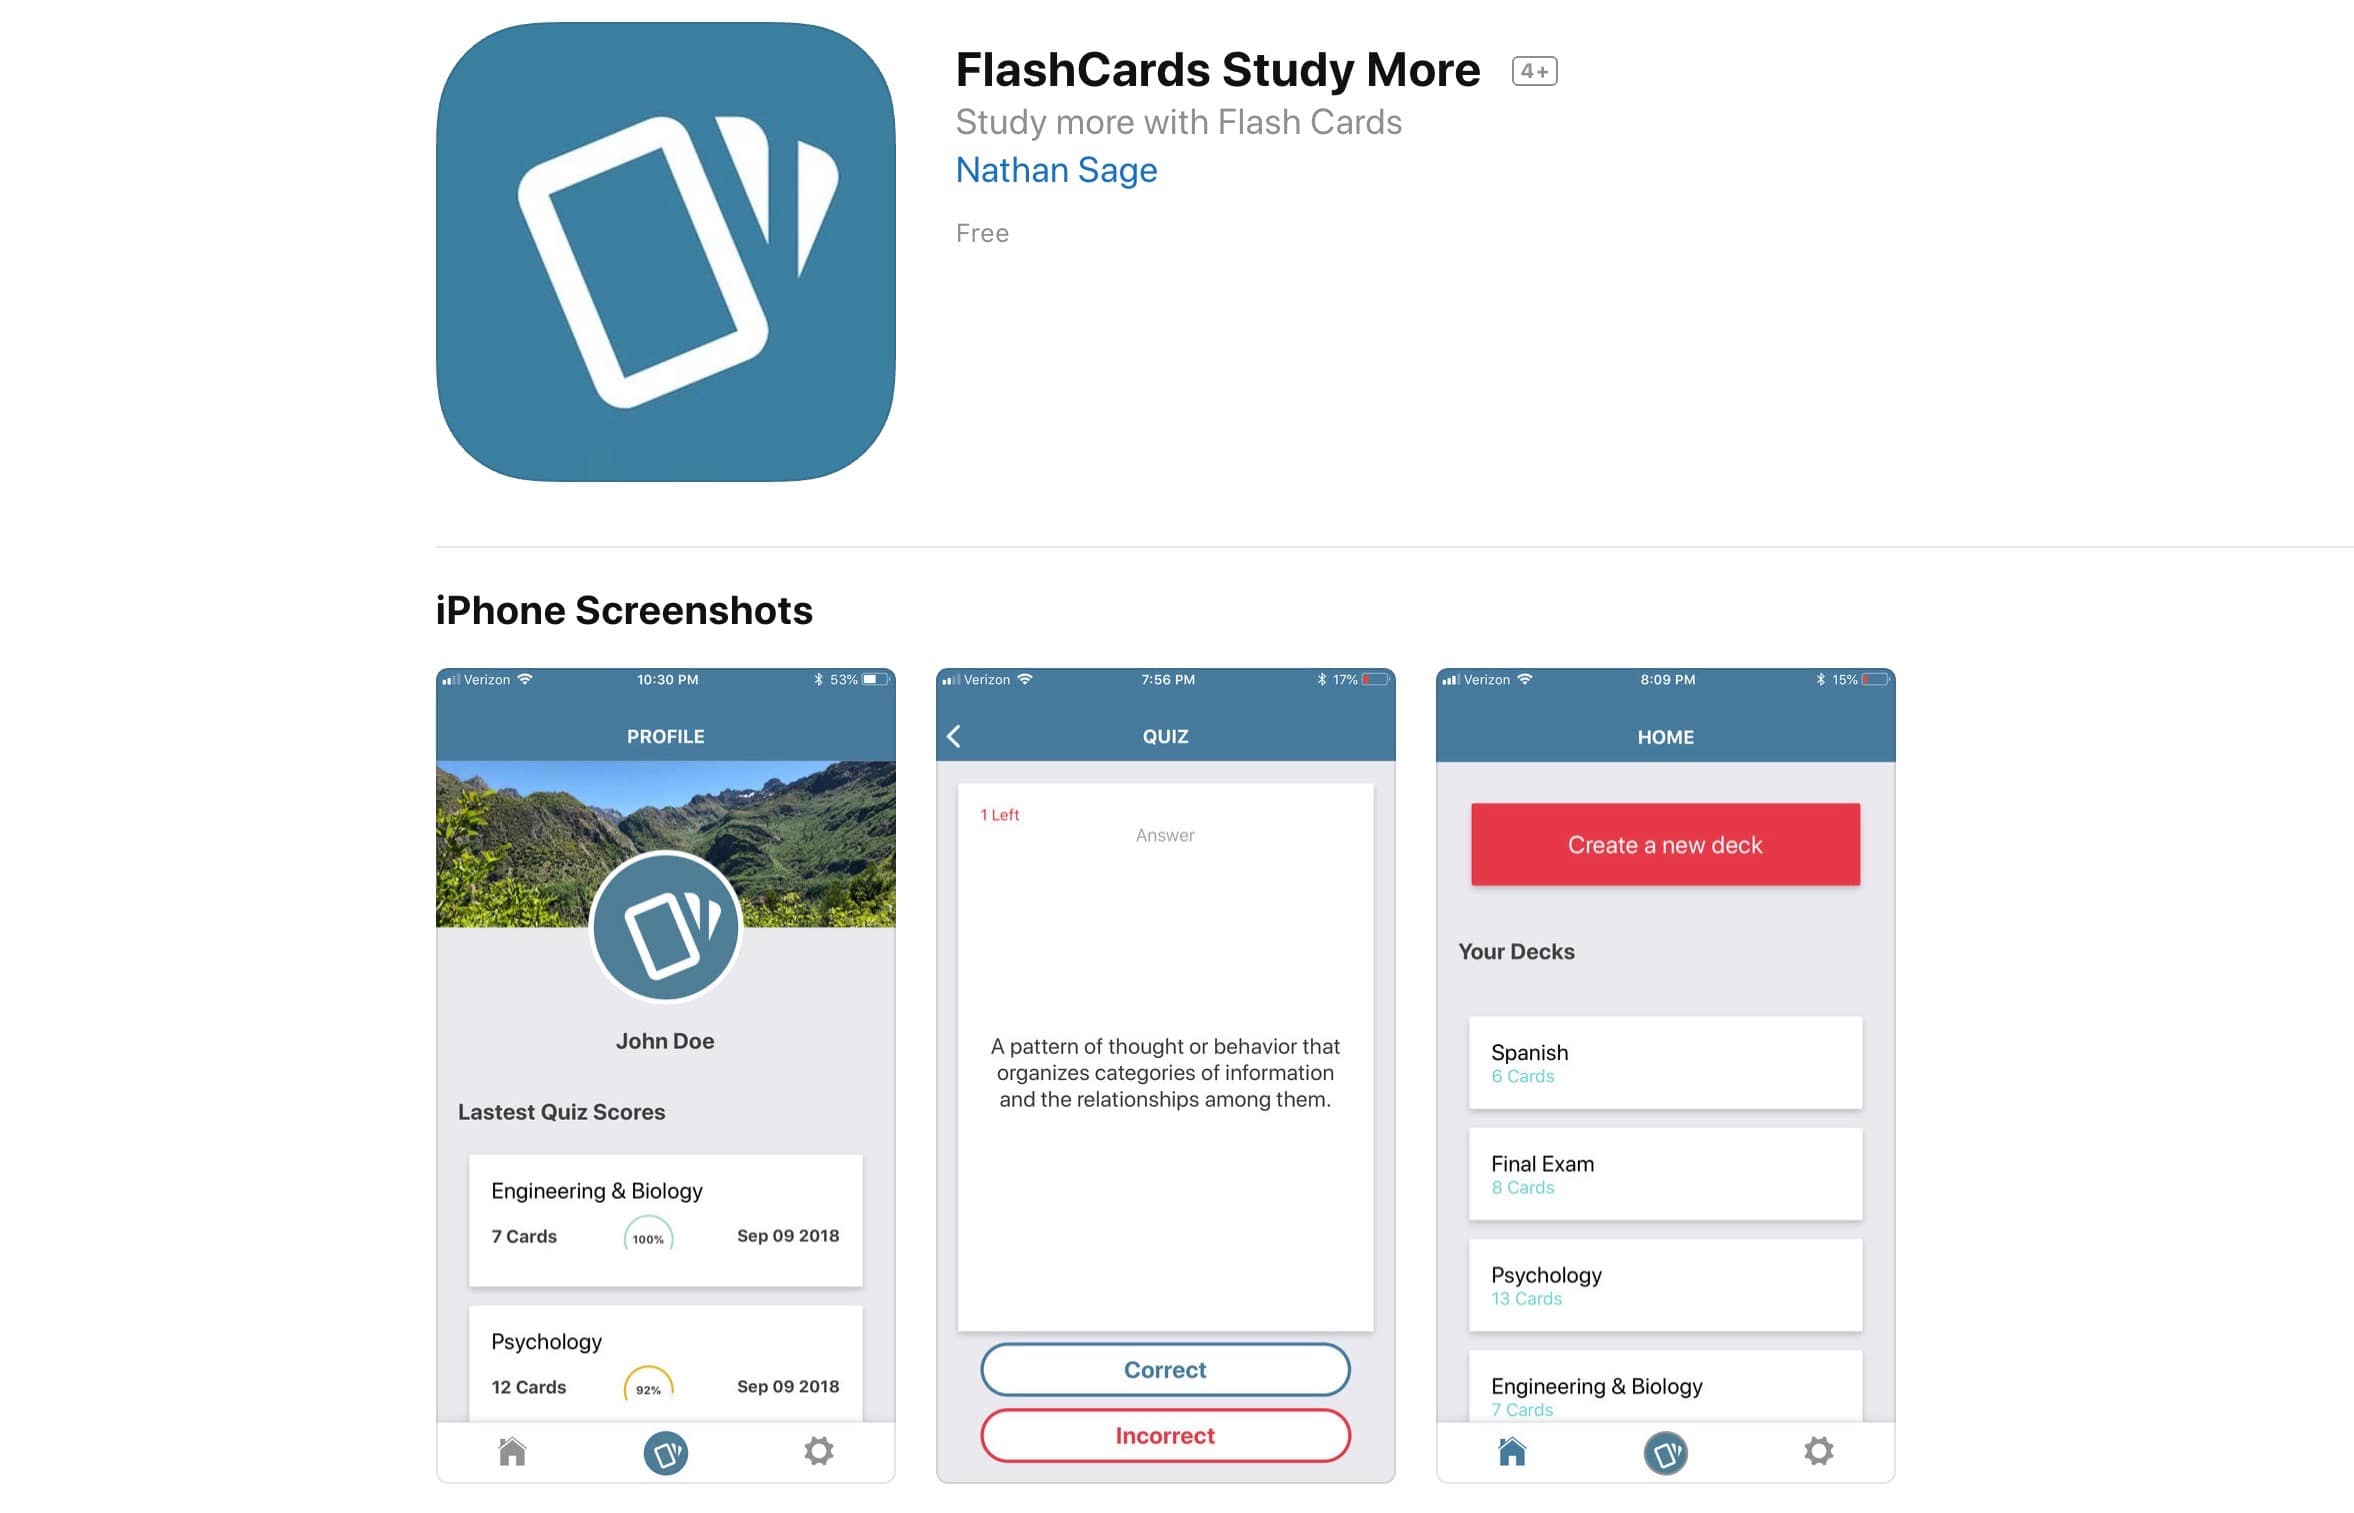 FlashCards Study More 4+
Study more with Flash Cards
Nathan Sage
Free
iPhone Screenshots
Verizon 10:30 PM 53%
PROFILE
John Doe
Lastest Quiz Scores
Engineering & Biology
7 Cards 100% Sep 09 2018
Psychology
12 Cards 92% Sep 09 2018
Verizon 7:56 PM 17%
QUIZ
1 Left
Answer
A pattern of thought or behavior that
organizes categories of information
and the relationships among them.
Correct
Incorrect
Verizon 8:09 PM 15%
HOME
Create a new deck
Your Decks
Spanish
6 Cards
Final Exam
8 Cards
Psychology
13 Cards
Engineering & Biology
7 Cards